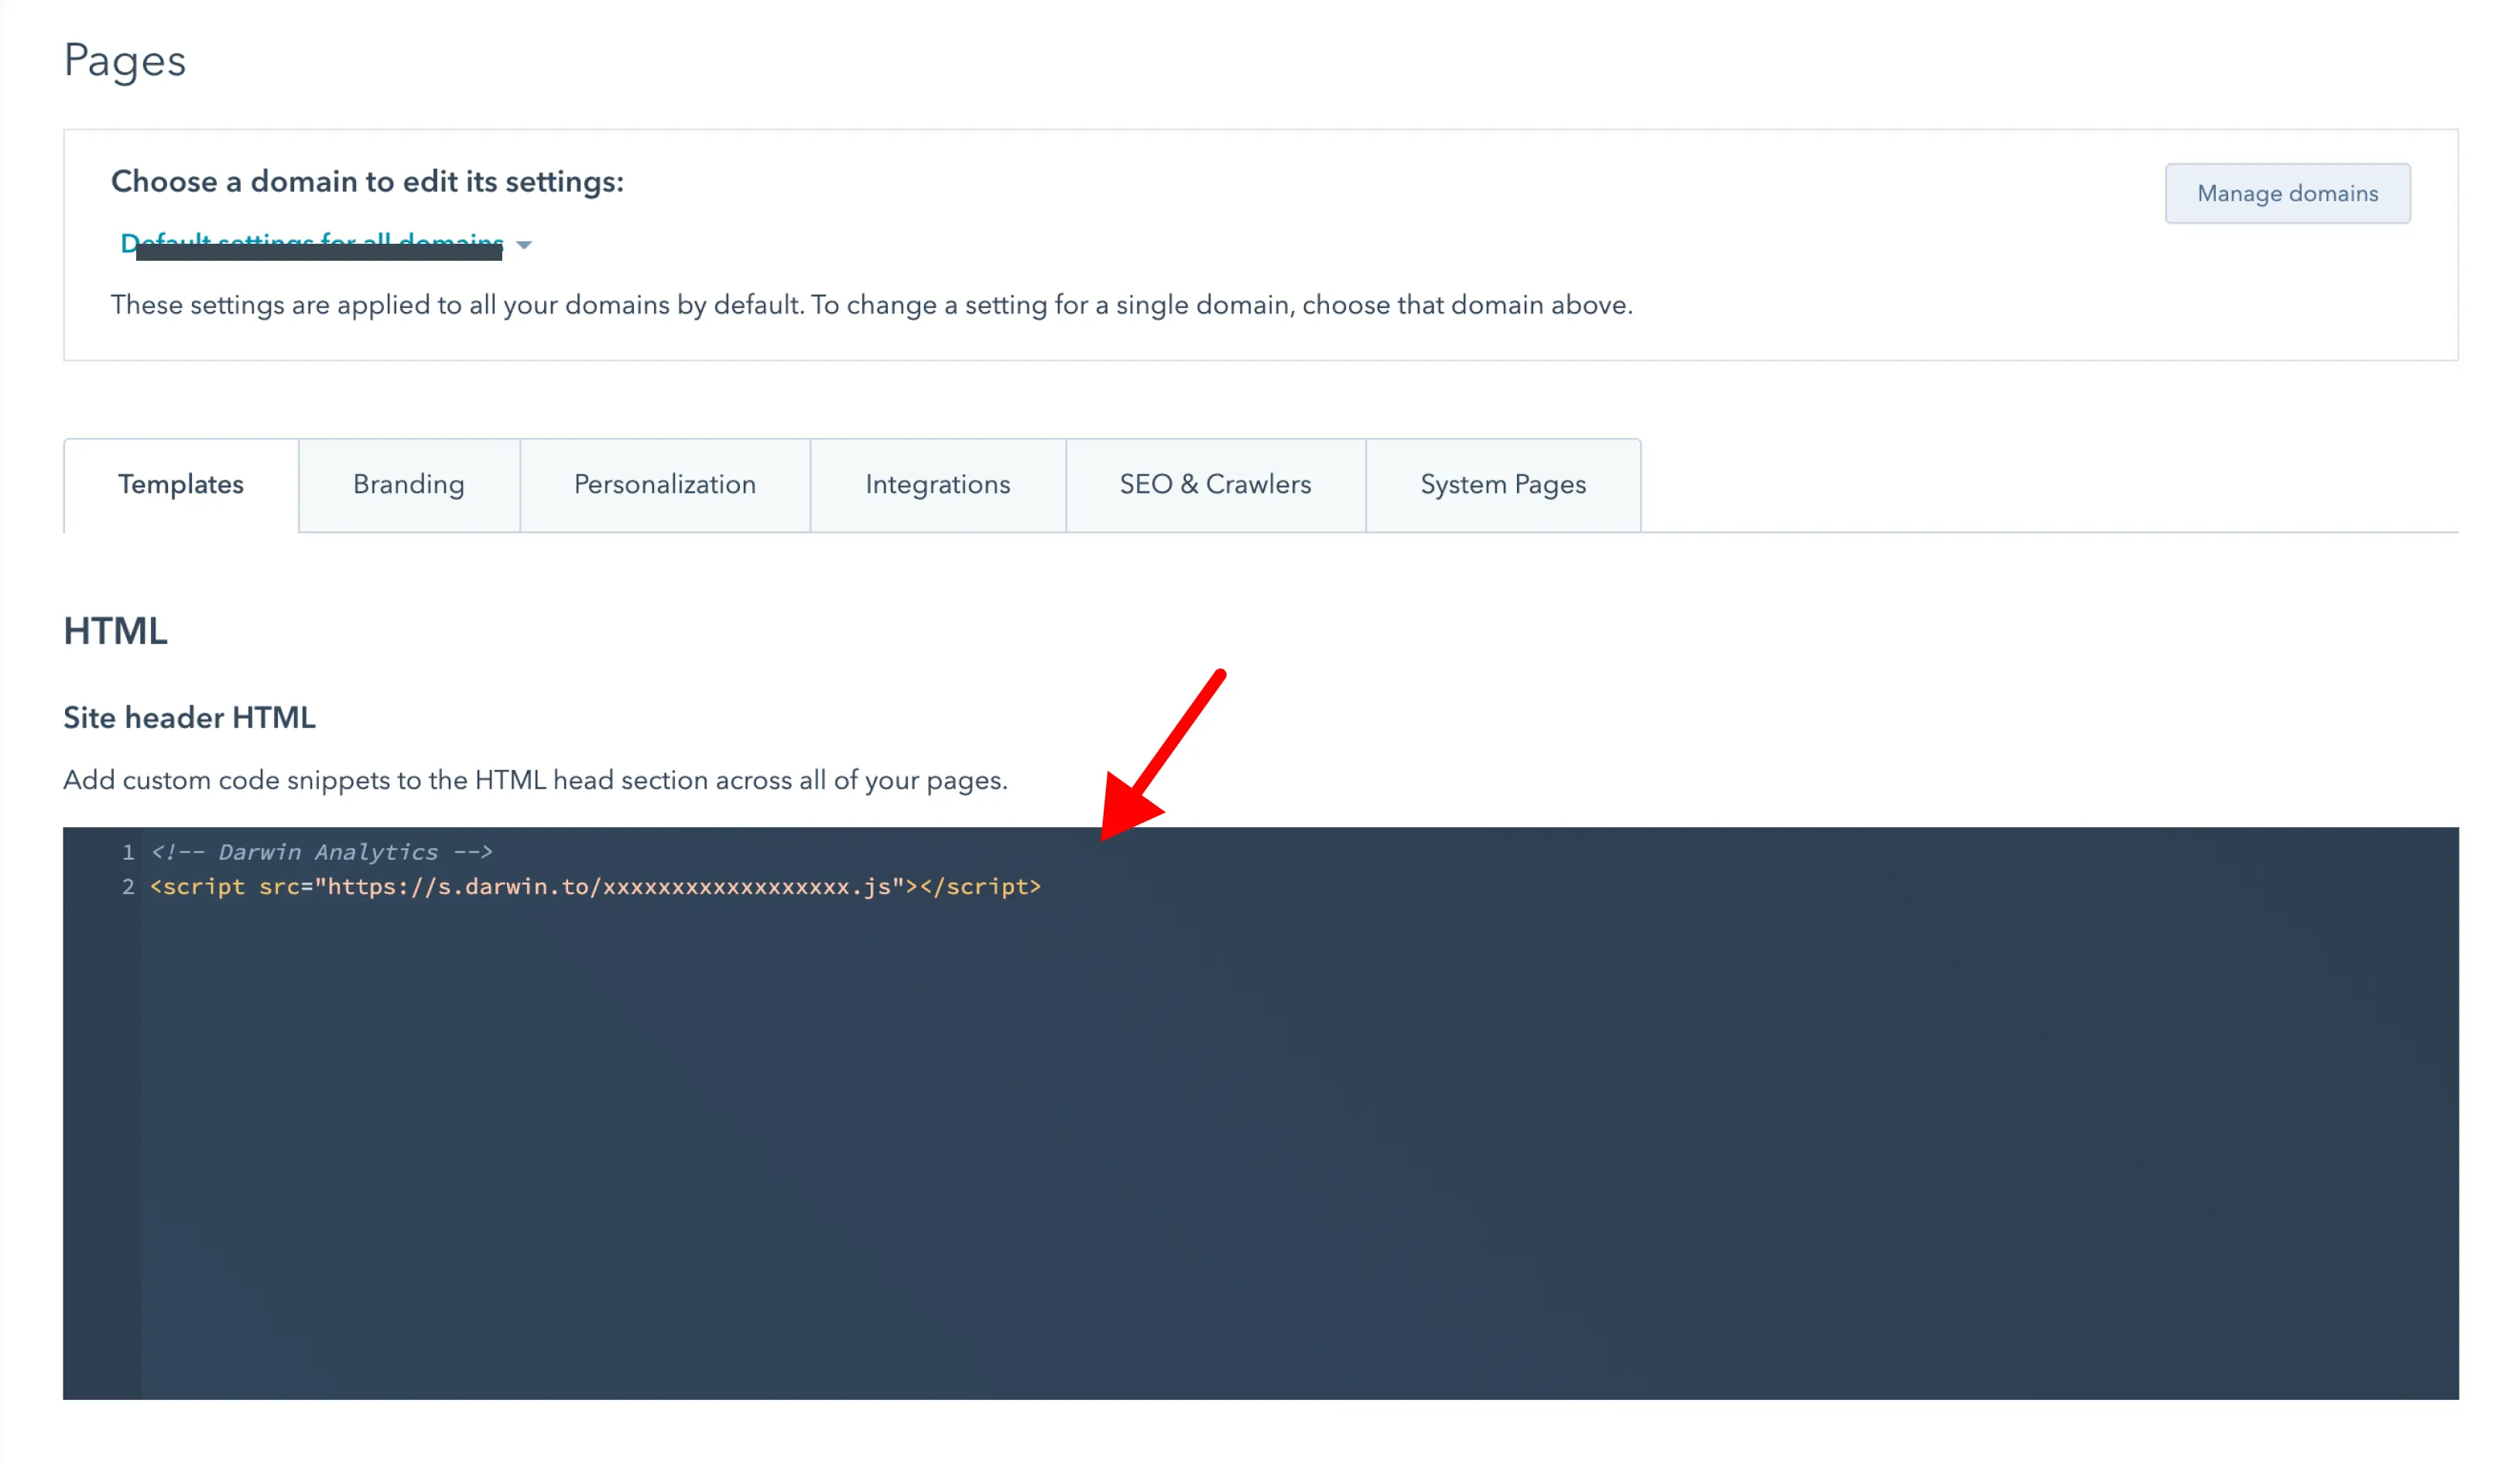 Pages
Choose a domain to edit its settings:
Manage domains
Default settings for all domains
These settings are applied to all your domains by default. To change a setting for a single domain, choose that domain above.
Templates Branding Personalization Integrations SEO & Crawlers System Pages
HTML
Site header HTML
Add custom code snippets to the HTML head section across all of your pages.
1 <!-- Darwin Analytics -->
2 <script src="https://s.darwin.to/xxxxxxxxxxxxxxxxxx.js"></script>